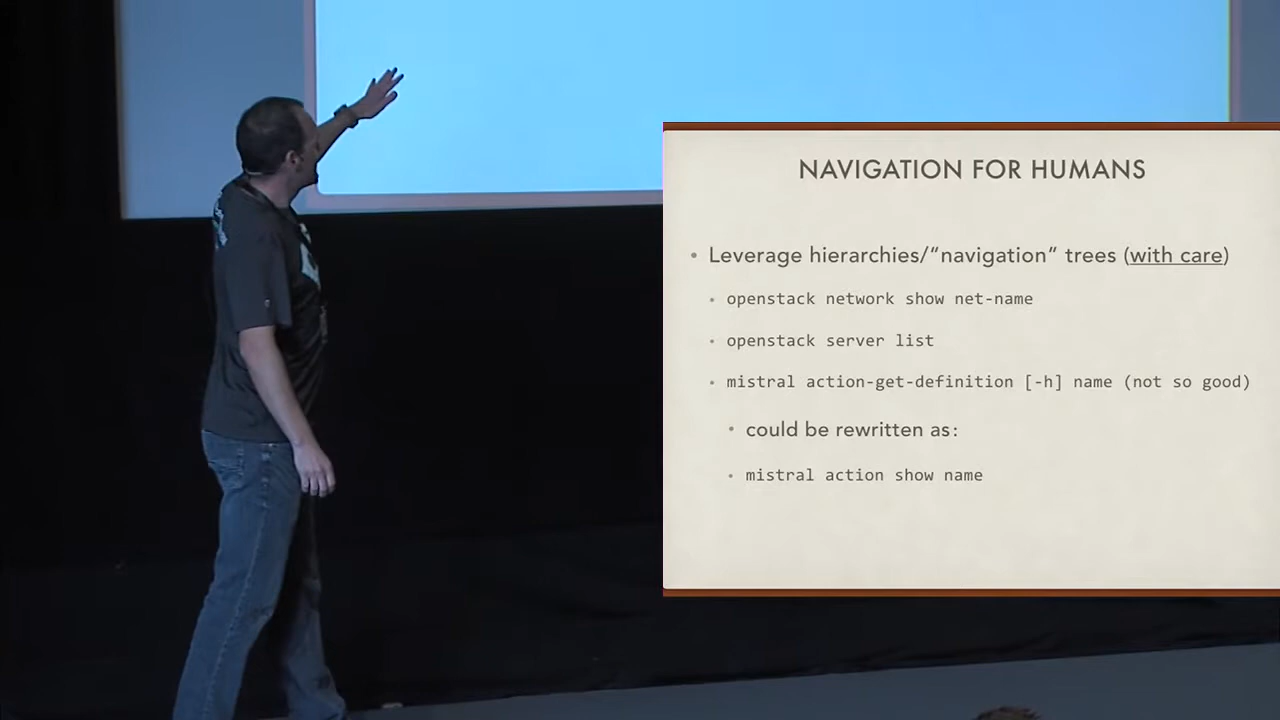 NAVIGATION FOR HUMANS
• Leverage hierarchies/“navigation” trees (with care)
• openstack network show net-name
• openstack server list
• mistral action-get-definition [-h] name (not so good)
• could be rewritten as:
• mistral action show name